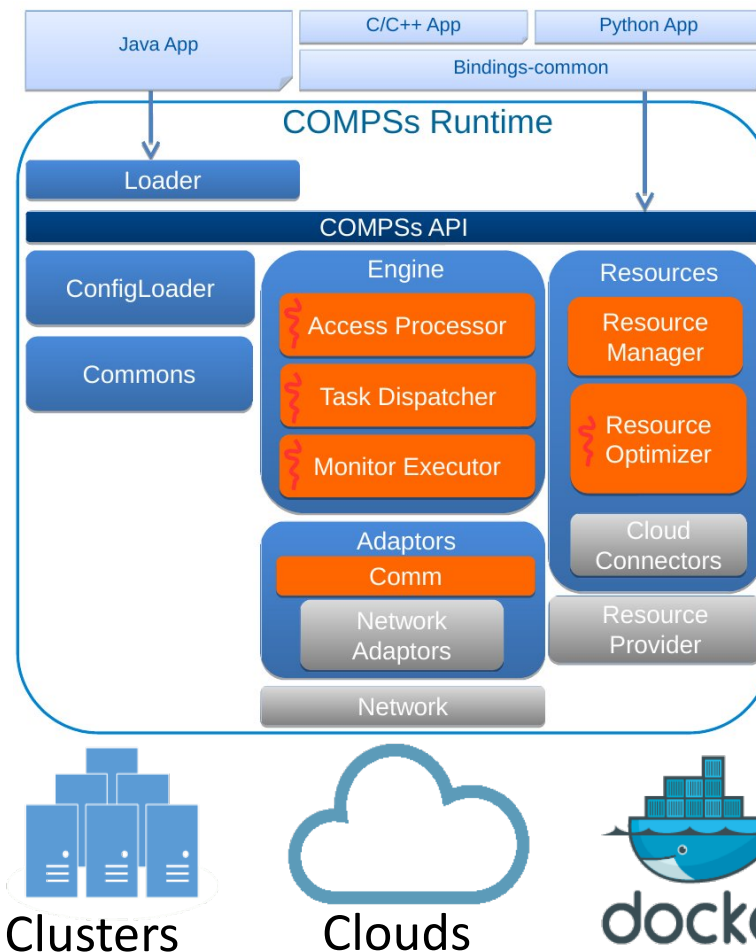 Java App
C/C++ App
Python App
Bindings-common
COMPSs Runtime
Loader
COMPSs API
ConfigLoader
Commons
Engine
Access Processor
Task Dispatcher
Monitor Executor
Resources
Resource
Manager
Resource
Optimizer
Cloud
Connectors
Adaptors
Comm
Network
Adaptors
Resource
Provider
Network
Clusters
Clouds
docke